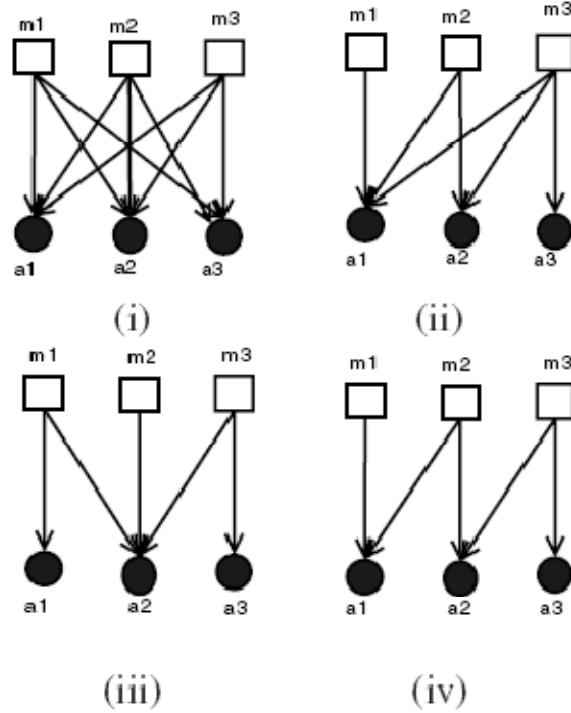 m1 m2 m3
a1 a2 a3
(i)
m1 m2 m3
a1 a2 a3
(ii)
m1 m2 m3
a1 a2 a3
(iii)
m1 m2 m3
a1 a2 a3
(iv)